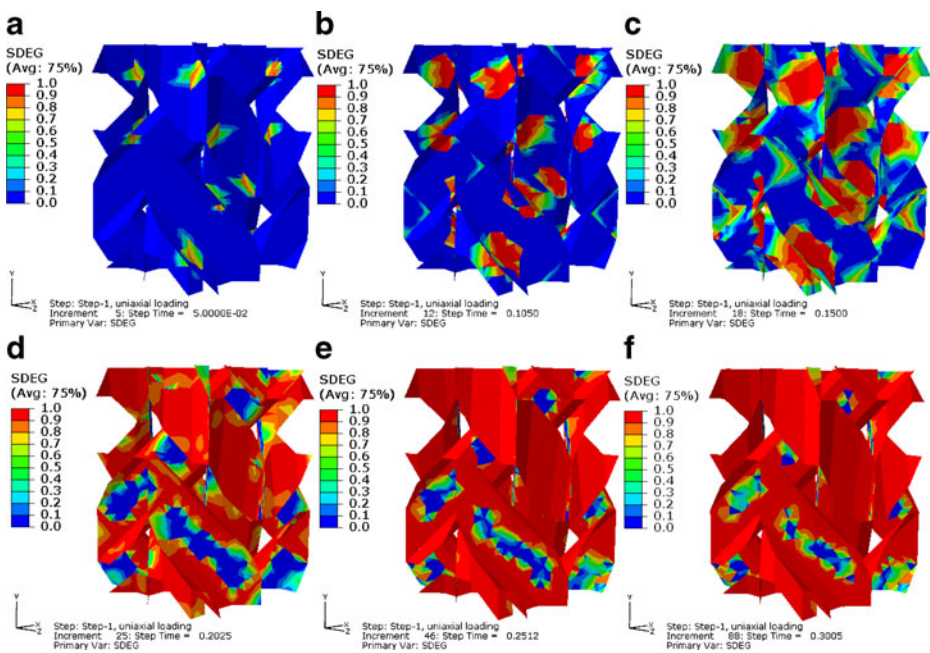 a
SDEG
(Avg: 75%)
1.0
0.9
0.8
0.7
0.6
0.5
0.4
0.3
0.2
0.1
0.0
Y
X
Z
Step: Step-1, uniaxial loading
Increment 5: Step Time = 5.0000E-02
Primary Var: SDEG
b
SDEG
(Avg: 75%)
1.0
0.9
0.8
0.7
0.6
0.5
0.4
0.3
0.2
0.1
0.0
Y
X
Z
Step: Step-1, uniaxial loading
Increment 12: Step Time = 0.1050
Primary Var: SDEG
c
SDEG
(Avg: 75%)
1.0
0.9
0.8
0.7
0.6
0.5
0.4
0.3
0.2
0.1
0.0
Y
X
Z
Step: Step-1, uniaxial loading
Increment 18: Step Time = 0.1500
Primary Var: SDEG
d
SDEG
(Avg: 75%)
1.0
0.9
0.8
0.7
0.6
0.5
0.4
0.3
0.2
0.1
0.0
Y
X
Z
Step: Step-1, uniaxial loading
Increment 25: Step Time = 0.2025
Primary Var: SDEG
e
SDEG
(Avg: 75%)
1.0
0.9
0.8
0.7
0.6
0.5
0.4
0.3
0.2
0.1
0.0
Y
X
Z
Step: Step-1, uniaxial loading
Increment 46: Step Time = 0.2512
Primary Var: SDEG
f
SDEG
(Avg: 75%)
1.0
0.9
0.8
0.7
0.6
0.5
0.4
0.3
0.2
0.1
0.0
Y
X
Z
Step: Step-1, uniaxial loading
Increment 88: Step Time = 0.3005
Primary Var: SDEG